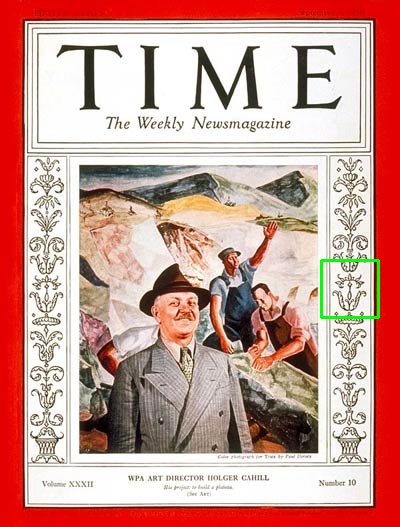 TIME
The Weekly Newsmagazine
Color photograph for TIME by Paul Dorsey
Volume XXXII
WPA ART DIRECTOR HOLGER CAHILL
His project: to build a plateau.
(See ART)
Number 10